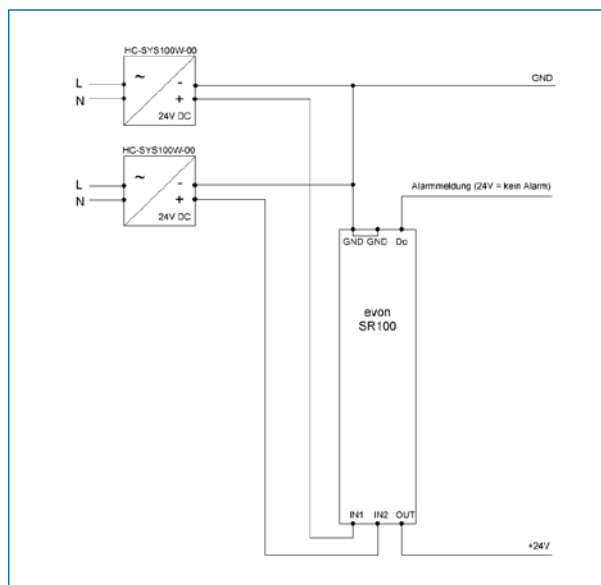 HC-SYS100W-00
L
N
~
-
+
24V DC
GND
HC-SYS100W-00
L
N
~
-
+
24V DC
Alarmmeldung (24V = kein Alarm)
GND GND Do
evon
SR100
IN1 IN2 OUT
+24V